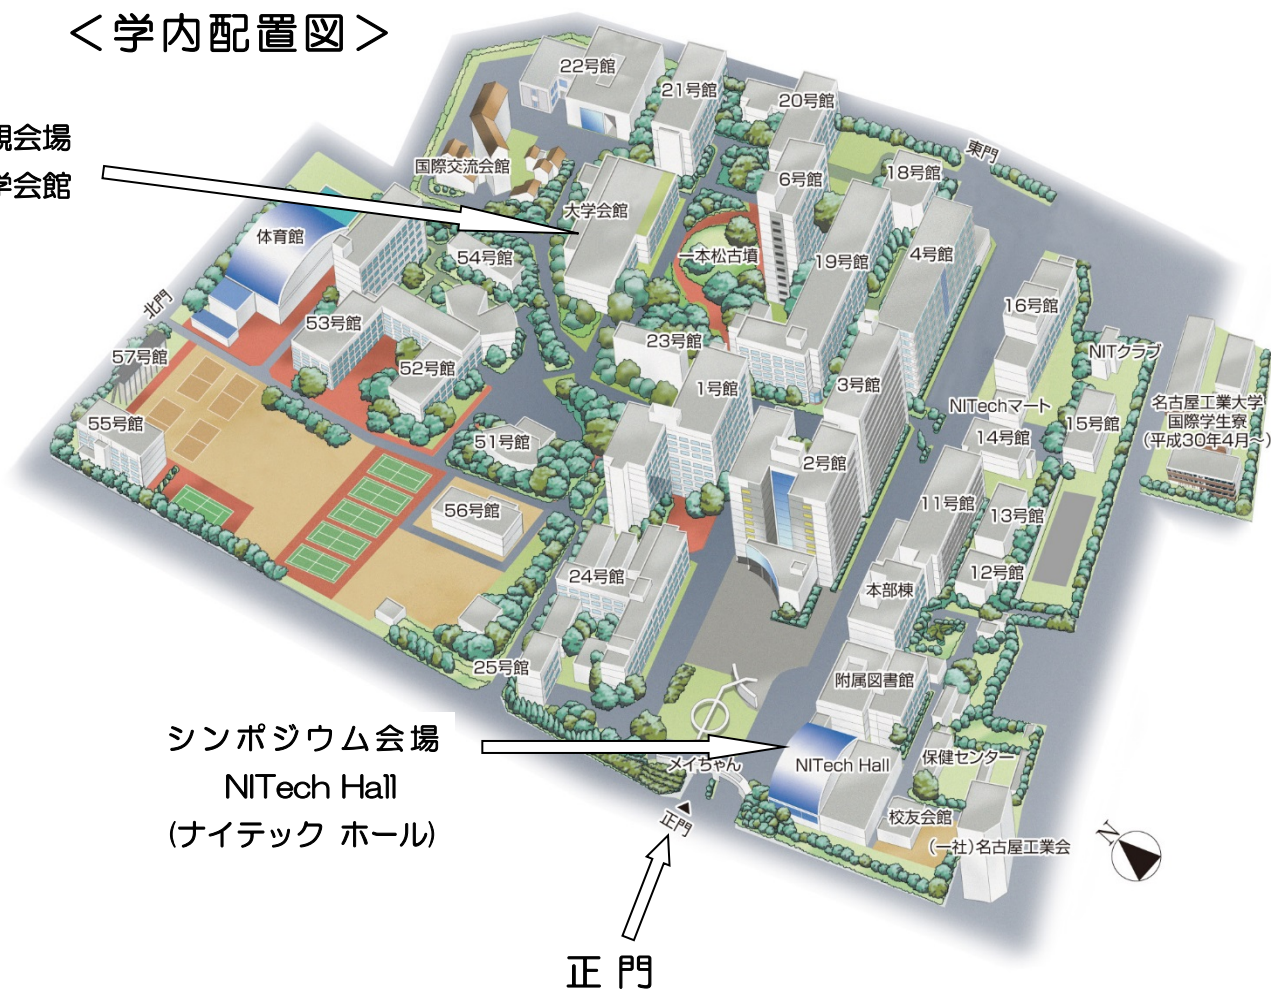 ＜学内配置図＞
22号館
21号館
20号館
東門
会場
会館
国際交流会館
6号館
18号館
大学会館
体育館
54号館
一本松古墳
19号館
4号館
北門
16号館
53号館
23号館
57号館
52号館
1号館
3号館
NITクラブ
NITechマート
名古屋工業大学
国際学生寮
(平成30年4月～)
55号館
51号館
14号館
15号館
2号館
56号館
11号館
13号館
24号館
12号館
本部棟
25号館
附属図書館
シンポジウム会場
NITech Hall
(ナイテック ホール)
メイちゃん
NITech Hall
保健センター
正門
校友会館
(一社)名古屋工業会
N
正門